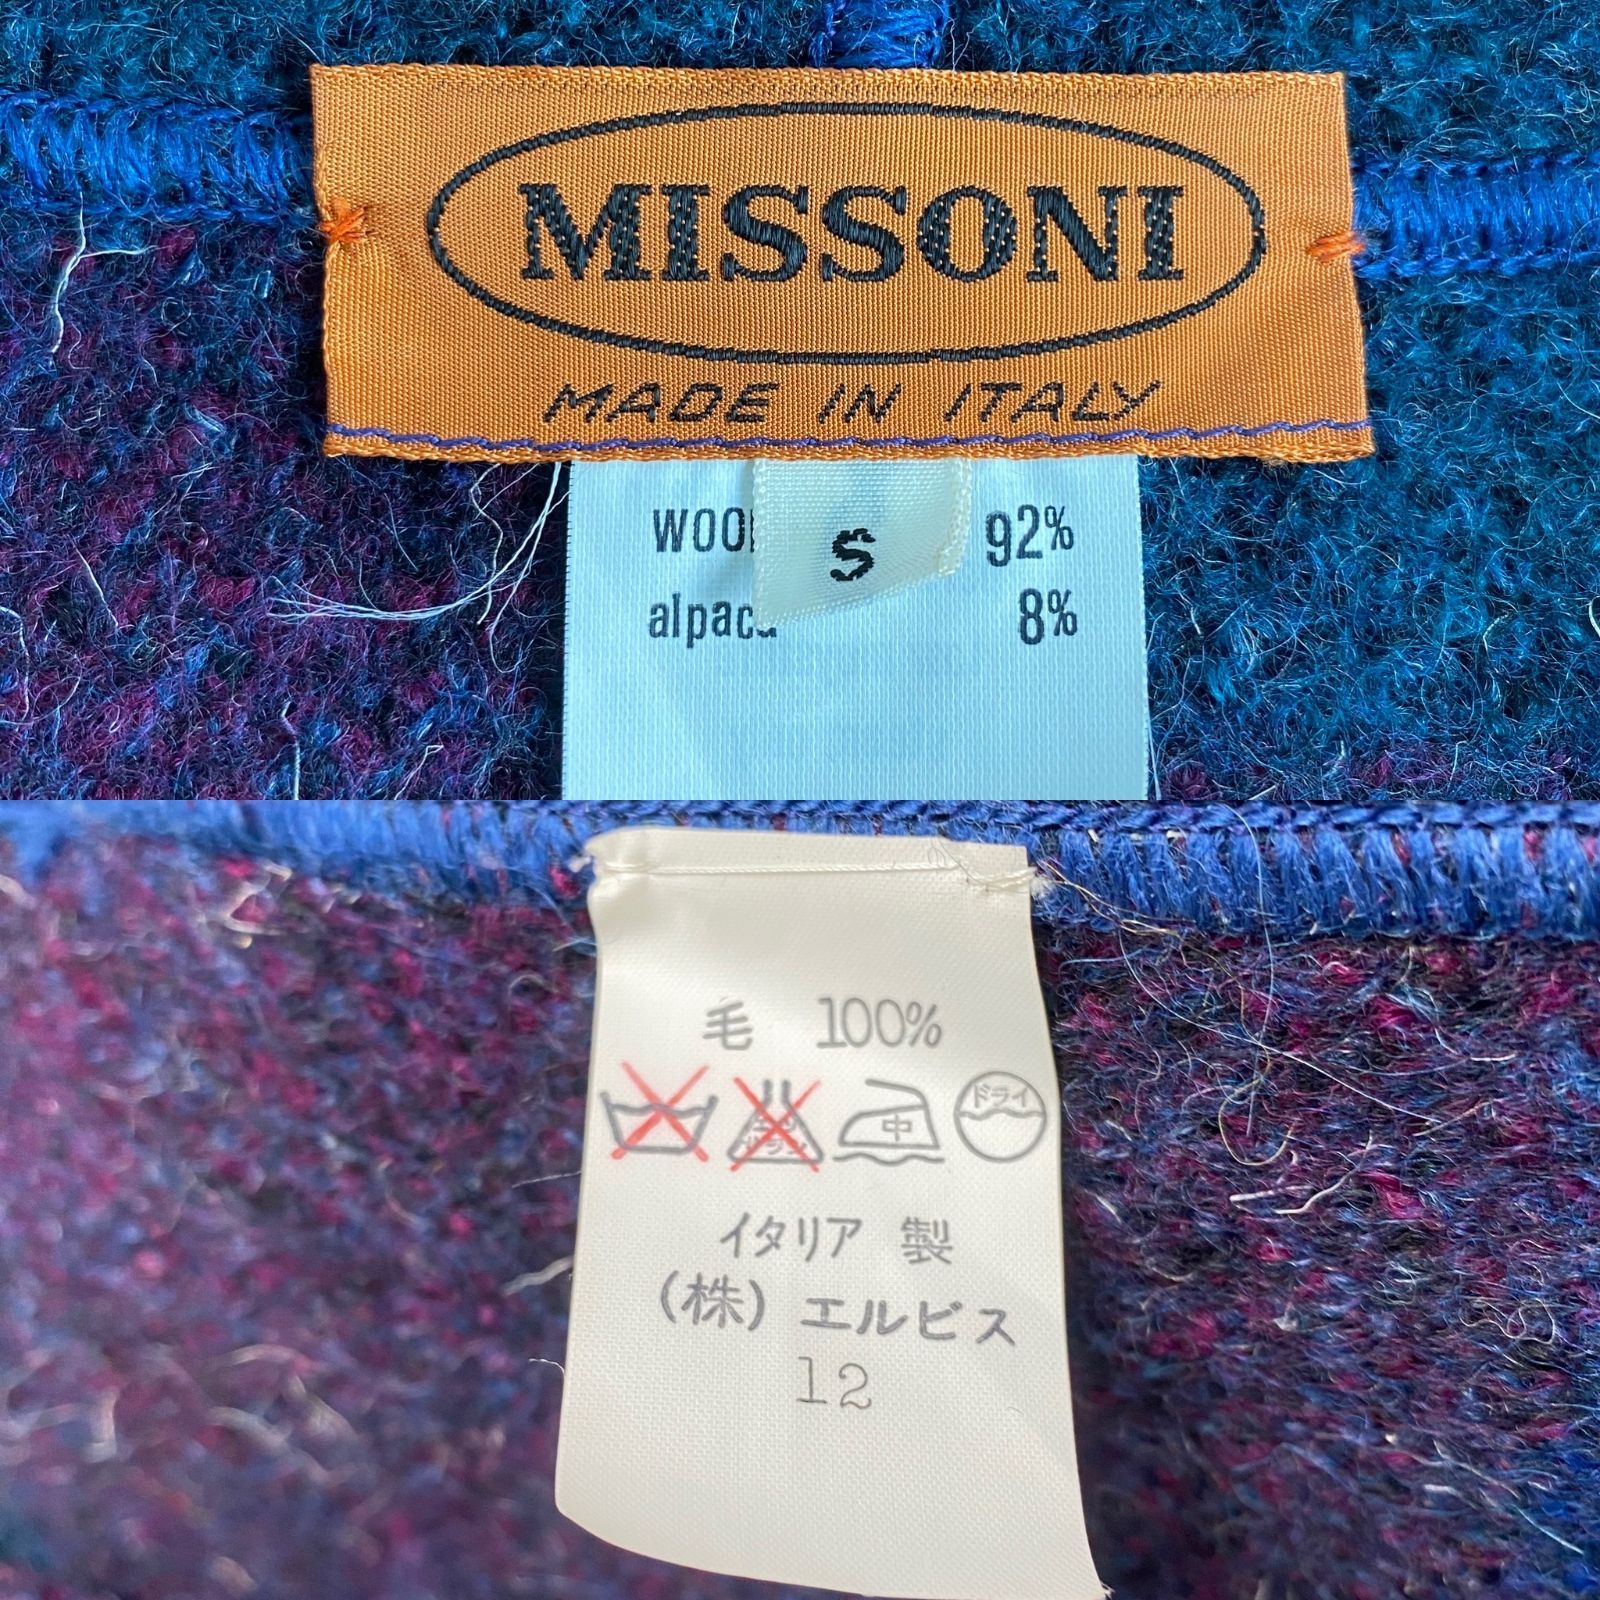 MISSONI
MADE IN ITALY
S
92%
8%
毛 100%
中 ドライ
イタリア 製
(株) エルビス
12